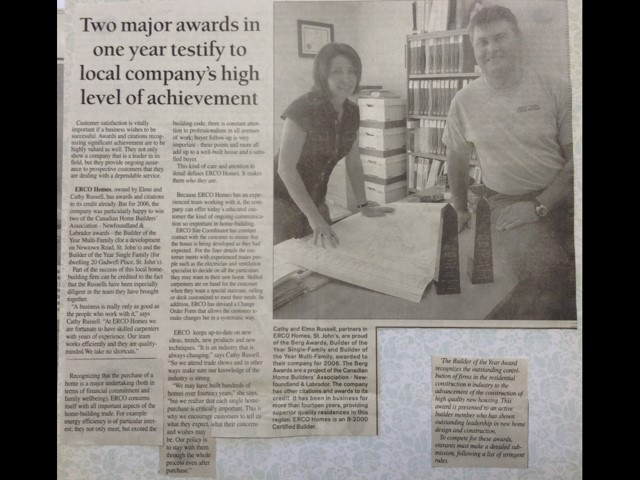 Two major awards in
one year testify to
local company's high
level of achievement
Customer satisfaction is vitally
important if a business wishes to be
successful. Awards and citations recog-
nizing significant achievement are to be
highly valued as well. They not only
show a company that is a leader in its
field, but they provide ongoing assur-
ance to prospective customers that they
are dealing with a dependable service.
ERCO Homes, owned by Elmo and
Cathy Russell, has awards and citations
to its credit already. But for 2006, the
company was particularly happy to win
two of the Canadian Home Builders'
Association - Newfoundland &
Labrador awards - the Builder of the
Year Multi-Family (for a development
on Newtown Road, St. John's) and the
Builder of the Year Single Family (for
dwelling 20 Gadwell Place, St. John's)
Part of the success of this local home-
building firm can be credited to the fact
that the Russells have been especially
diligent in the team they have brought
together.
"A business is really only as good as
the people who work with it," says
Cathy Russell. "At ERCO Homes we
are fortunate to have skilled carpenters
with years of experience. Our team
works efficiently and they are quality-
minded. We take no shortcuts."
Recognizing that the purchase of a
home is a major undertaking (both in
terms of financial commitment and
family wellbeing), ERCO concerns
itself with all important aspects of the
home-building trade. For example
energy efficiency is of particular inter-
est; they not only meet, but exceed the
building code; there is constant atten-
tion to professionalism in all avenues
of work; buyer follow-up is very
important - these points and more all
add up to a well-built house and a satis-
fied buyer.
This kind of care and attention to
detail defines ERCO Homes. It makes
them who they are.
Because ERCO Homes has an expe-
rienced team working with it, the com-
pany can offer today's educated cus-
tomer the kind of ongoing communica-
tion so important in home-building.
ERCO Site Coordinator has constant
contact with the customer to ensure that
the house is being developed as they had
expected. For the finer details the cus-
tomer meets with experienced trades peo-
ple such as the electrician and ventilation
specialist to decide on all the particulars
they may want in their new home. Skilled
carpenters are on hand for the customer
when they want a special staircase, railing
or deck customized to meet their needs. In
addition, ERCO has devised a Change
Order Form that allows the customer to
make changes but in a systematic way.
ERCO keeps up-to-date on new
ideas, trends, new products and new
techniques. "It is an industry that is
always changing," says Cathy Russell.
"So we attend trade shows and in other
ways make sure our knowledge of the
industry is strong.
"We may have built hundreds of
homes over fourteen years," she says,
"but we realize that each single home
purchase is critically important. This is
why we encourage customers to tell us
what they expect, what their concerns
and wishes may
be. Our policy is
to stay with them
through the whole
process even after
purchase."
Cathy and Elmo Russell, partners in
ERCO Homes, St. John's, are proud
of the Berg Awards, Builder of the
Year Single-Family and Builder of
the Year Multi-Family, awarded to
their company for 2006. The Berg
Awards are a project of the Canadian
Home Builders' Association - New-
foundland & Labrador. The company
has other citations and awards to its
credit. It has been in business for
more than fourteen years, providing
superior quality residences in this
region. ERCO Homes is an R-2000
Certified Builder.
The Builder of the Year Award
recognizes the outstanding contri-
bution of firms in the residential
construction industry to the
advancement of the construction of
high quality new housing. This
award is presented to an active
builder member who has shown
outstanding leadership in new home
design and construction.
To compete for these awards,
entrants must make a detailed sub-
mission, following a list of stringent
rules.